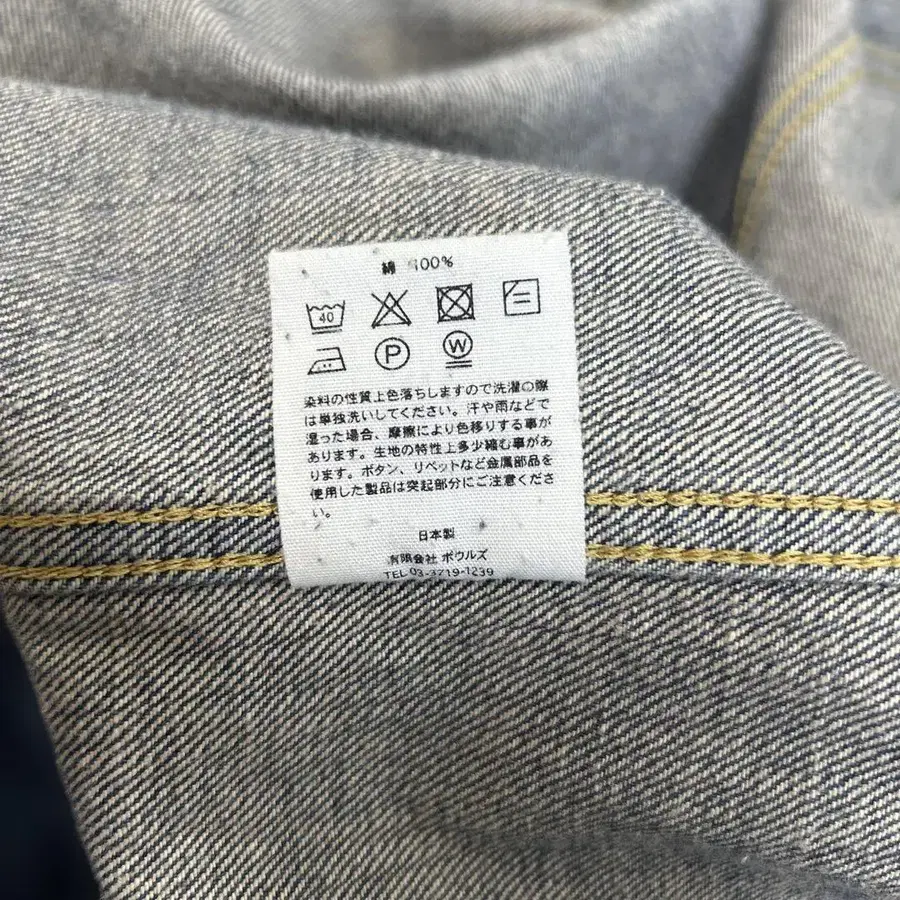 綿 100%
40
P
W
染料の性質上色落ちしますので洗濯の際
は単独洗いしてください。汗や雨などで
湿った場合、摩擦により色移りする事が
あります。生地の特性上多少縮む事があ
ります。ボタン、リベットなど金属部品を
使用した製品は突起部分にご注意くださ
い。
日本製
有限会社 ボウルズ
TEL 03-3719-1239